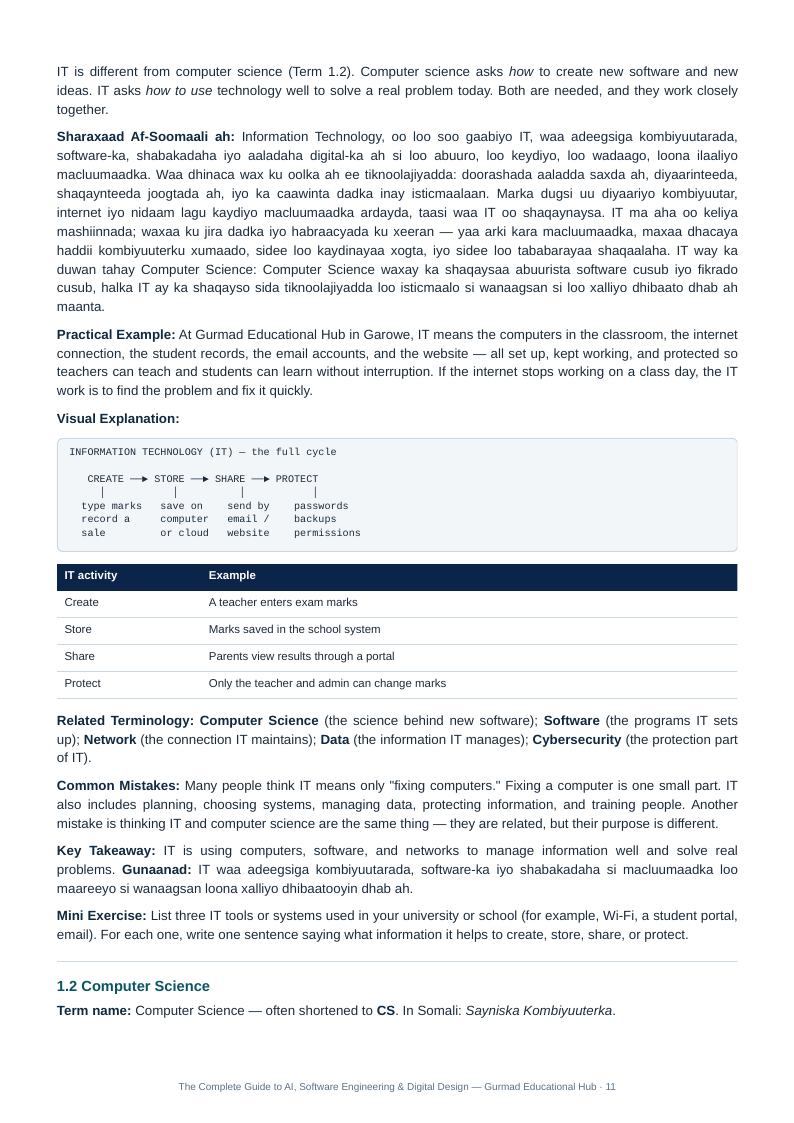 IT is different from computer science (Term 1.2). Computer science asks how to create new software and new
ideas. IT asks how to use technology well to solve a real problem today. Both are needed, and they work closely
together.
Sharaxaad Af-Soomaali ah: Information Technology, oo loo soo gaabiyo IT, waa adeegsiga kombiyuutarada,
software-ka, shabakadaha iyo aaladaha digital-ka ah si loo abuuro, loo keydiyo, loo wadaago, loona ilaaliyo
macluumaadka. Waa dhinaca wax ku oolka ah ee tiknoolajiyadda: doorashada aaladda saxda ah, diyaarinteeda,
shaqaynteeda joogtada ah, iyo ka caawinta dadka inay isticmaalaan. Marka dugsi uu diyaariyo kombiyuutar,
internet iyo nidaam lagu kaydiyo macluumaadka ardayda, taasi waa IT oo shaqaynaysa. IT ma aha oo keliya
mashiinnada; waxaa ku jira dadka iyo habraacyada ku xeeran — yaa arki kara macluumaadka, maxaa dhacaya
haddii kombiyuuterku xumaado, sidee loo kaydinayaa xogta, iyo sidee loo tababarayaa shaqaalaha. IT way ka
duwan tahay Computer Science: Computer Science waxay ka shaqaysaa abuurista software cusub iyo fikrado
cusub, halka IT ay ka shaqayso sida tiknoolajiyadda loo isticmaalo si wanaagsan si loo xalliyo dhibaato dhab ah
maanta.
Practical Example: At Gurmad Educational Hub in Garowe, IT means the computers in the classroom, the internet
connection, the student records, the email accounts, and the website — all set up, kept working, and protected so
teachers can teach and students can learn without interruption. If the internet stops working on a class day, the IT
work is to find the problem and fix it quickly.
Visual Explanation:
INFORMATION TECHNOLOGY (IT) — the full cycle
CREATE ──► STORE ──► SHARE ──► PROTECT
│ │ │ │
type marks save on send by passwords
record a computer email / backups
sale or cloud website permissions
IT activity Example
Create A teacher enters exam marks
Store Marks saved in the school system
Share Parents view results through a portal
Protect Only the teacher and admin can change marks
Related Terminology: Computer Science (the science behind new software); Software (the programs IT sets
up); Network (the connection IT maintains); Data (the information IT manages); Cybersecurity (the protection part
of IT).
Common Mistakes: Many people think IT means only "fixing computers." Fixing a computer is one small part. IT
also includes planning, choosing systems, managing data, protecting information, and training people. Another
mistake is thinking IT and computer science are the same thing — they are related, but their purpose is different.
Key Takeaway: IT is using computers, software, and networks to manage information well and solve real
problems. Gunaanad: IT waa adeegsiga kombiyuutarada, software-ka iyo shabakadaha si macluumaadka loo
maareeyo si wanaagsan loona xalliyo dhibaatooyin dhab ah.
Mini Exercise: List three IT tools or systems used in your university or school (for example, Wi-Fi, a student portal,
email). For each one, write one sentence saying what information it helps to create, store, share, or protect.
1.2 Computer Science
Term name: Computer Science — often shortened to CS. In Somali: Sayniska Kombiyuuterka.
The Complete Guide to AI, Software Engineering & Digital Design — Gurmad Educational Hub · 11